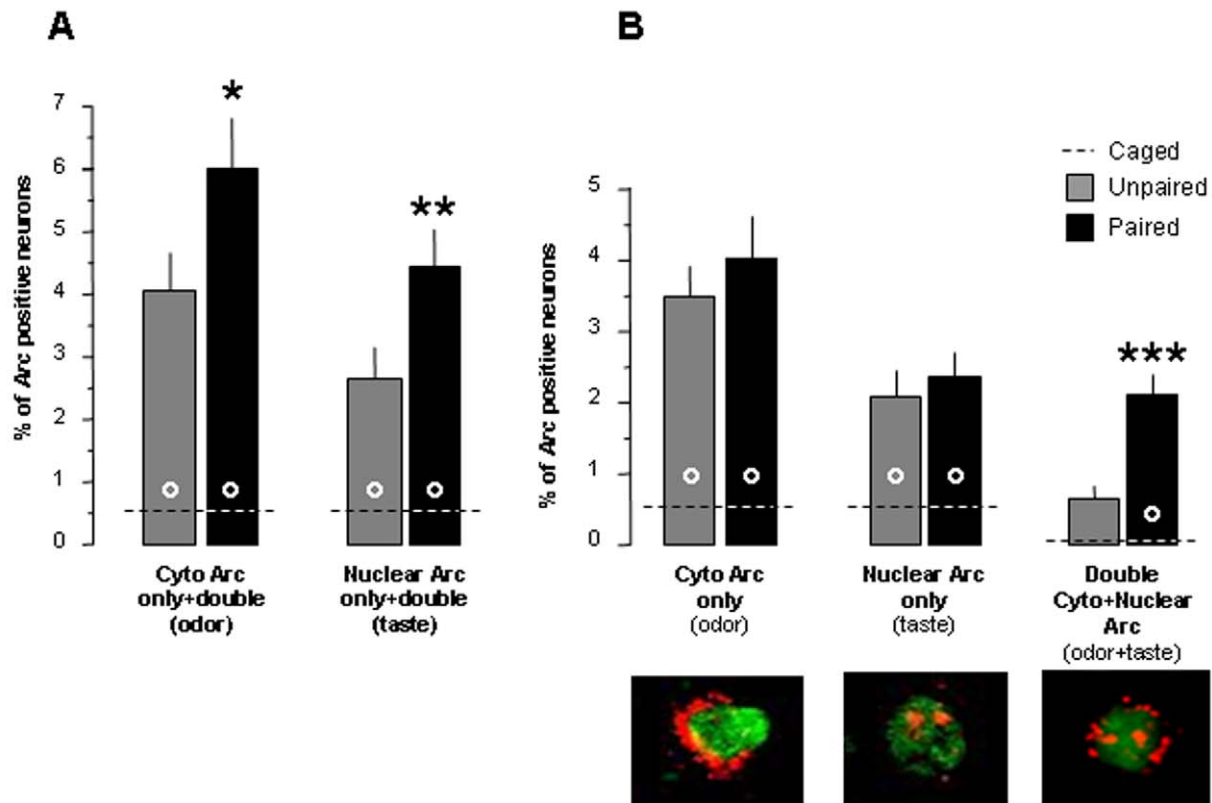 A
% of Arc positive neurons
7
6
5
4
3
2
1
0
*
**
Cyto Arc
only+double
(odor)
Nuclear Arc
only+double
(taste)
B
% of Arc positive neurons
5
4
3
2
1
0
***
Caged
Unpaired
Paired
Cyto Arc
only
(odor)
Nuclear Arc
only
(taste)
Double
Cyto+Nuclear
Arc
(odor+taste)